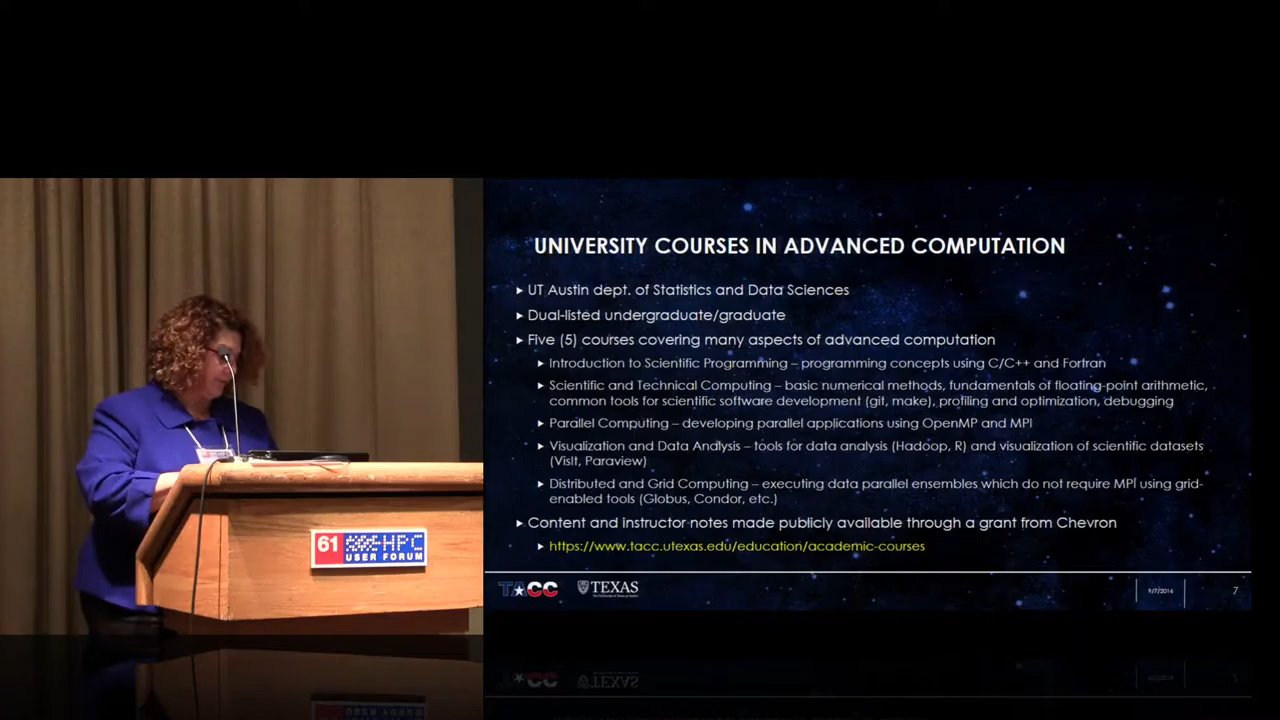 UNIVERSITY COURSES IN ADVANCED COMPUTATION
UT Austin dept. of Statistics and Data Sciences
Dual-listed undergraduate/graduate
Five (5) courses covering many aspects of advanced computation
Introduction to Scientific Programming – programming concepts using C/C++ and Fortran
Scientific and Technical Computing – basic numerical methods, fundamentals of floating-point arithmetic,
common tools for scientific software development (git, make), profiling and optimization, debugging
Parallel Computing – developing parallel applications using OpenMP and MPI
Visualization and Data Analysis – tools for data analysis (Hadoop, R) and visualization of scientific datasets
(VisIt, Paraview)
Distributed and Grid Computing – executing data parallel ensembles which do not require MPI using grid-
enabled tools (Globus, Condor, etc.)
Content and instructor notes made publicly available through a grant from Chevron
https://www.tacc.utexas.edu/education/academic-courses
TACC
TEXAS
9/7/2016
7
61 HPC
USER FORUM